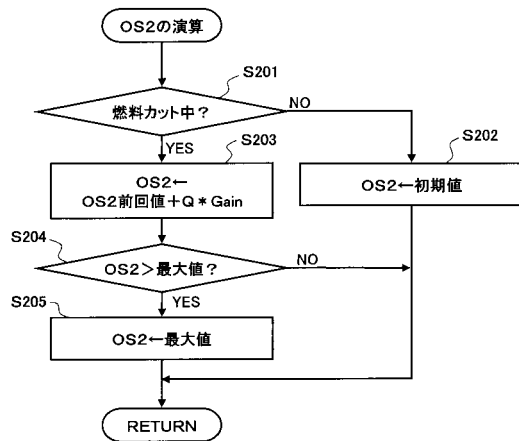 OS2の演算
S201
燃料カット中？
NO
YES
S203
S202
OS2←
OS2前回値＋Q＊Gain
OS2←初期値
S204
OS2＞最大値？
NO
YES
S205
OS2←最大値
RETURN